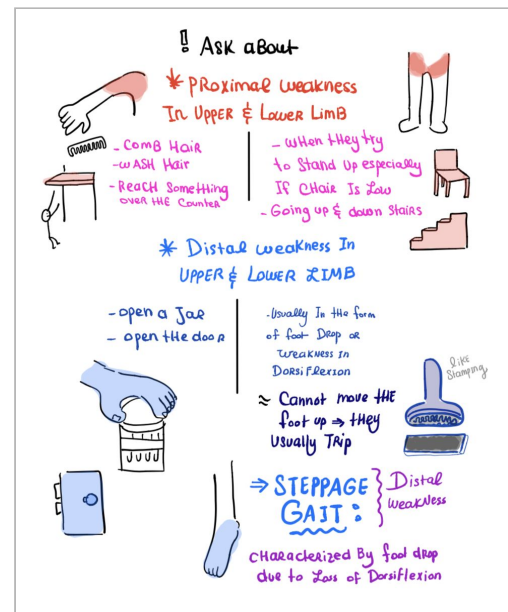 ! Ask about
* Proximal weakness
In Upper & Lower Limb
- Comb Hair
- wash Hair
- Reach Something
over the Counter
- when they try
to Stand up especially
If Chair Is Low
- Going up & down Stairs
* Distal weakness In
Upper & Lower Limb
- open a Jar
- open the door
- Usually In the form
of foot Drop or
weakness in
Dorsiflexion
≈ Cannot move the
foot up ⇒ they
Usually Trip
like
Stamping
⇒ STEPPAGE
GAIT :
Distal
weakness
characterized By foot drop
due to Loss of Dorsiflexion